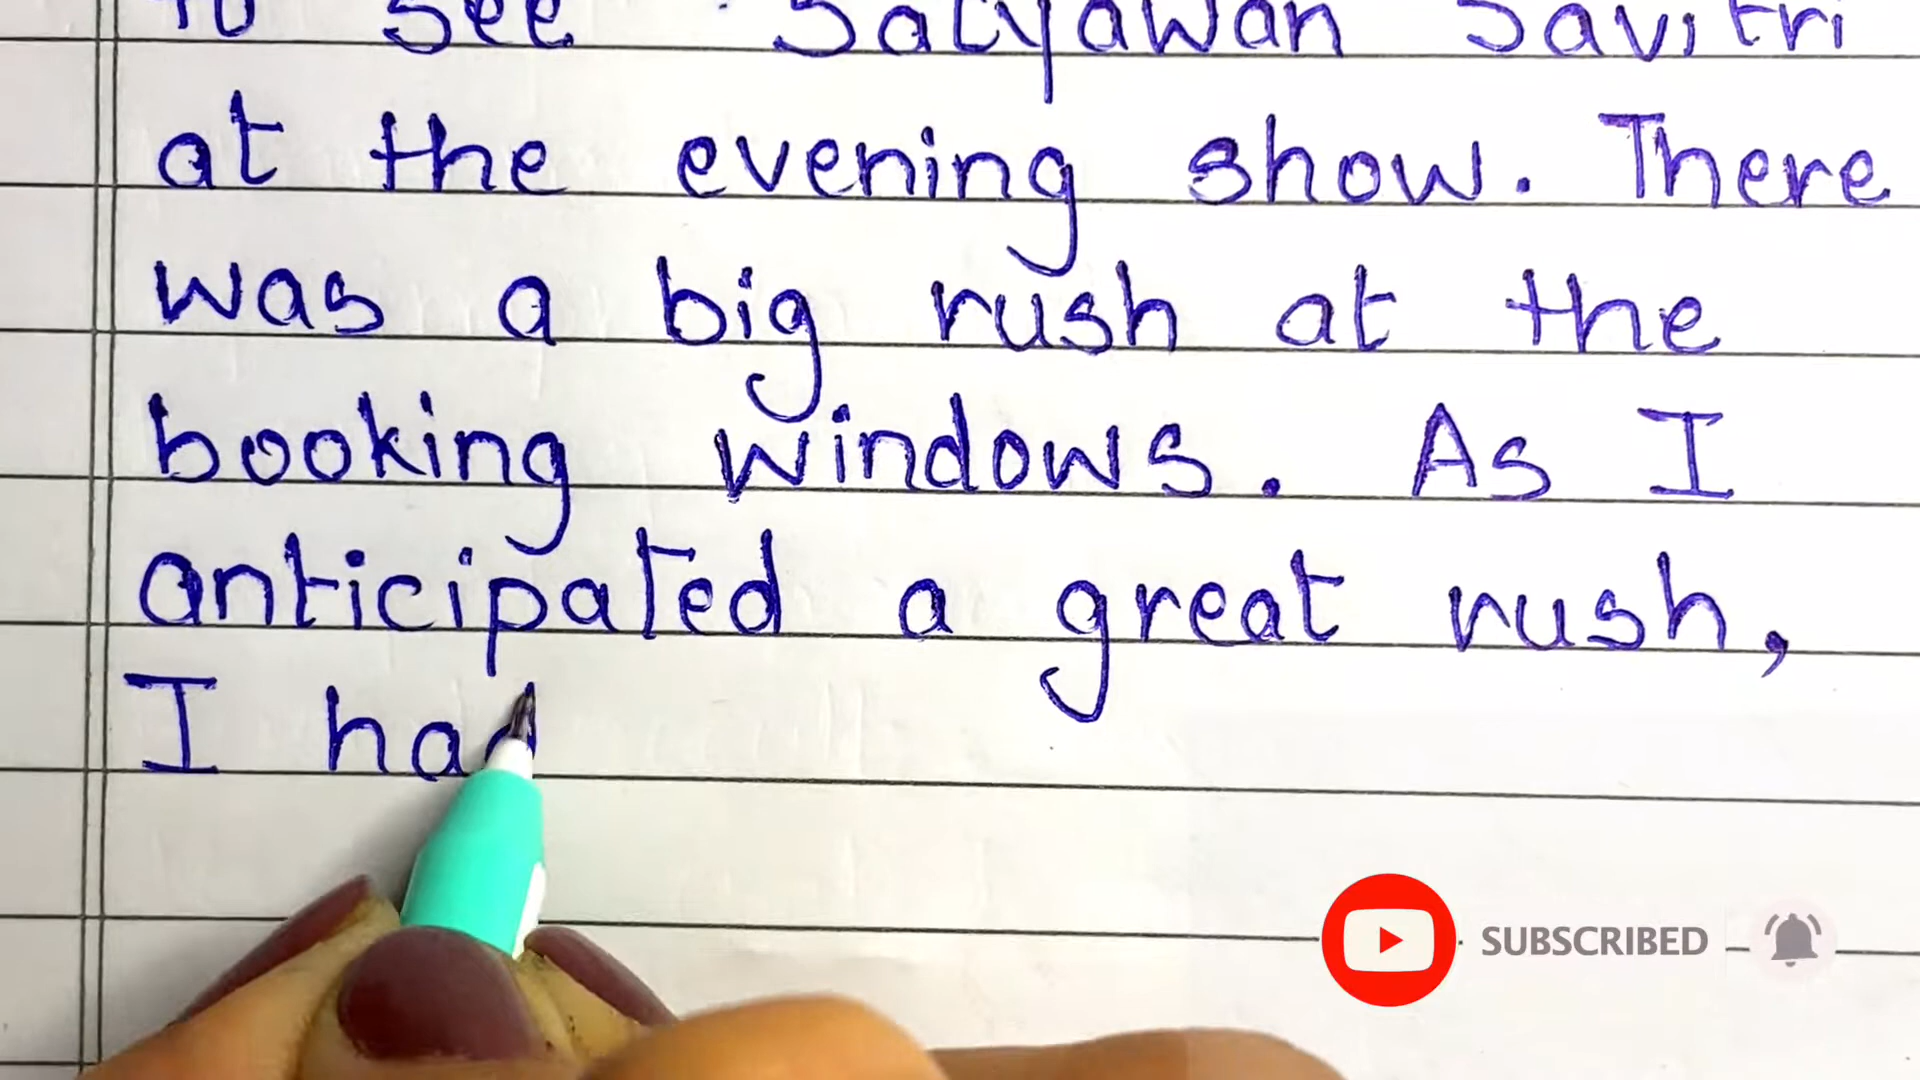 to see Satyawan Savitri
at the evening show. There
was a big rush at the
booking windows. As I
anticipated a great rush,
I had
SUBSCRIBED